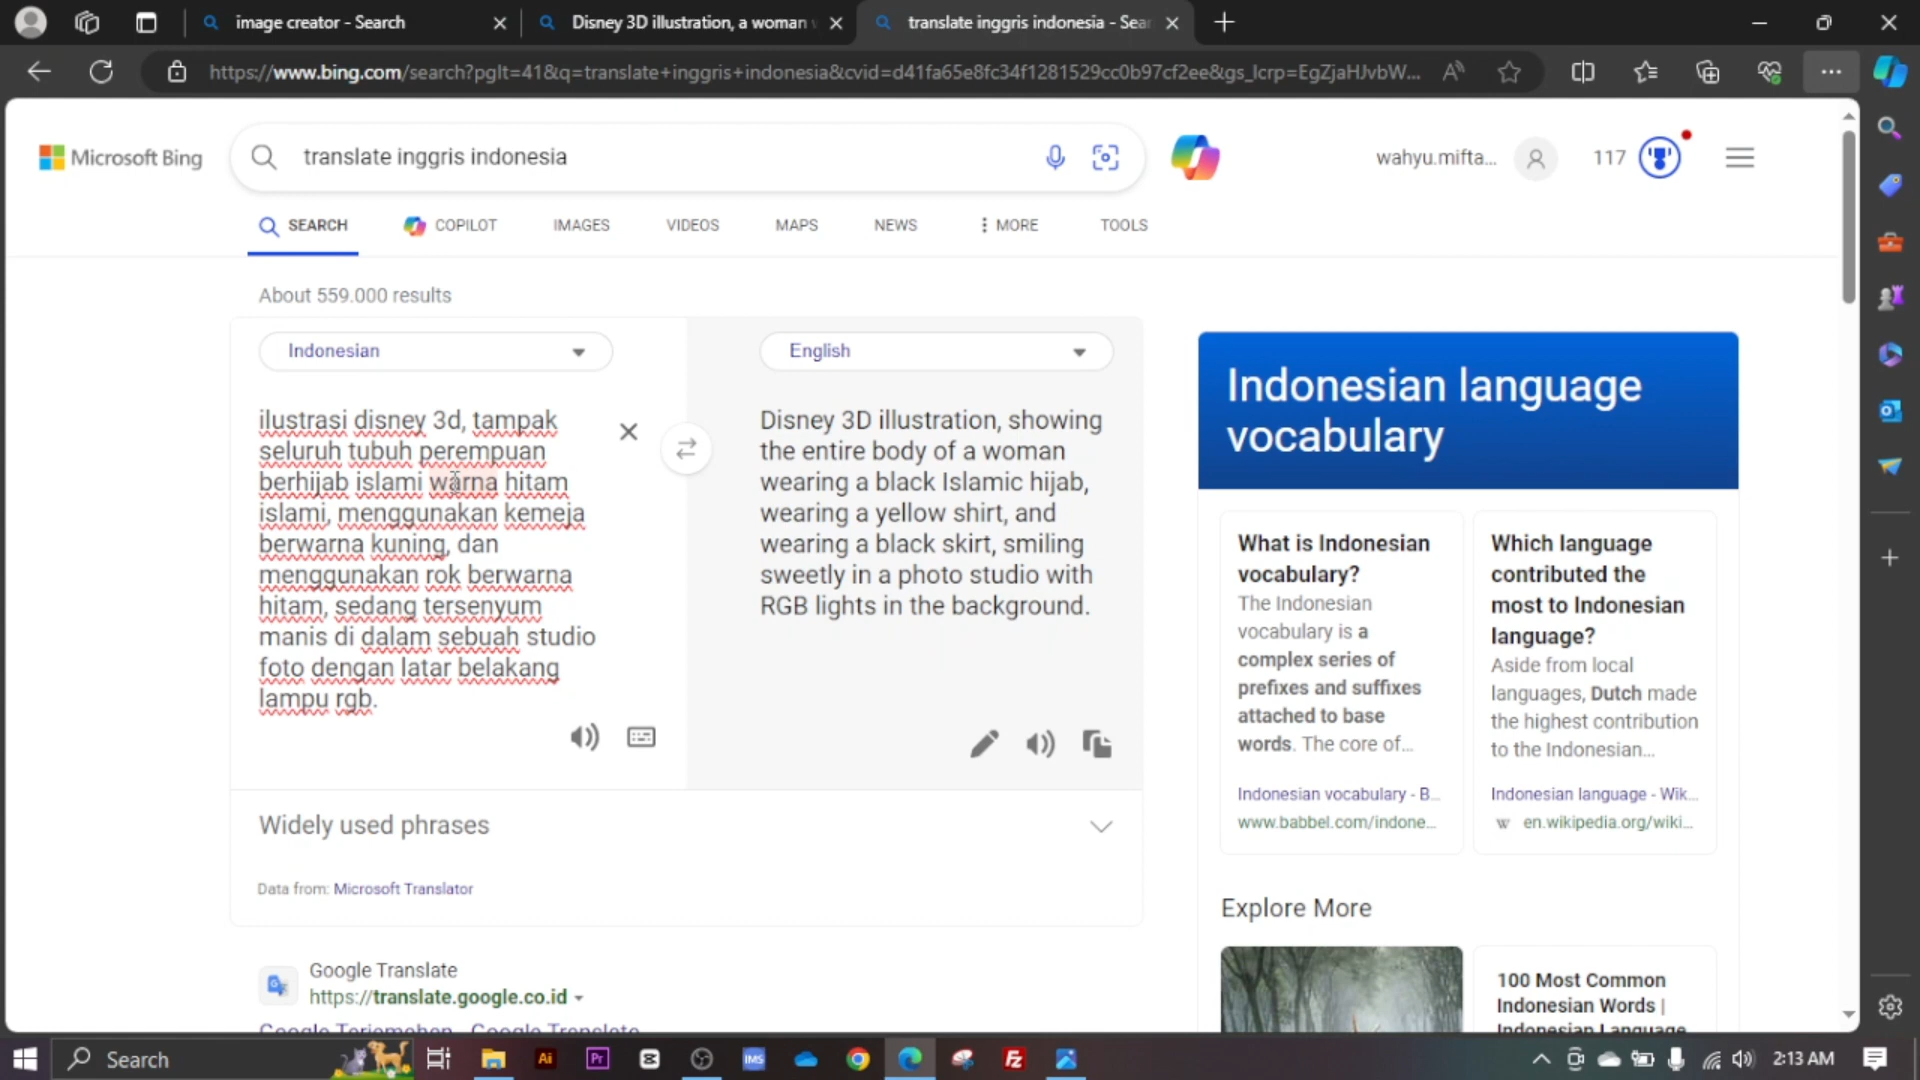 image creator - Search
Disney 3D illustration, a woman
translate inggris indonesia - Sear
https://www.bing.com/search?pglt=41&q=translate+inggris+indonesia&cvid=d41fa65e8fc34f1281529cc0b97cf2ee&gs_lcrp=EgZjaHJvbW...
Microsoft Bing
translate inggris indonesia
wahyu.mifta...
117
SEARCH
COPILOT
IMAGES
VIDEOS
MAPS
NEWS
MORE
TOOLS
About 559.000 results
Indonesian
ilustrasi disney 3d, tampak
seluruh tubuh perempuan
berhijab islami warna hitam
islami, menggunakan kemeja
berwarna kuning, dan
menggunakan rok berwarna
hitam, sedang tersenyum
manis di dalam sebuah studio
foto dengan latar belakang
lampu rgb.
English
Disney 3D illustration, showing
the entire body of a woman
wearing a black Islamic hijab,
wearing a yellow shirt, and
wearing a black skirt, smiling
sweetly in a photo studio with
RGB lights in the background.
Widely used phrases
Data from: Microsoft Translator
Google Translate
https://translate.google.co.id
Google Terjemahan - Google Translate
Indonesian language
vocabulary
What is Indonesian
vocabulary?
The Indonesian
vocabulary is a
complex series of
prefixes and suffixes
attached to base
words. The core of...
Indonesian vocabulary - B...
www.babbel.com/indone...
Which language
contributed the
most to Indonesian
language?
Aside from local
languages, Dutch made
the highest contribution
to the Indonesian...
Indonesian language - Wik...
W en.wikipedia.org/wiki...
Explore More
100 Most Common
Indonesian Words |
Indonesian Language
Search
Ai
Pr
IMS
Fz
2:13 AM